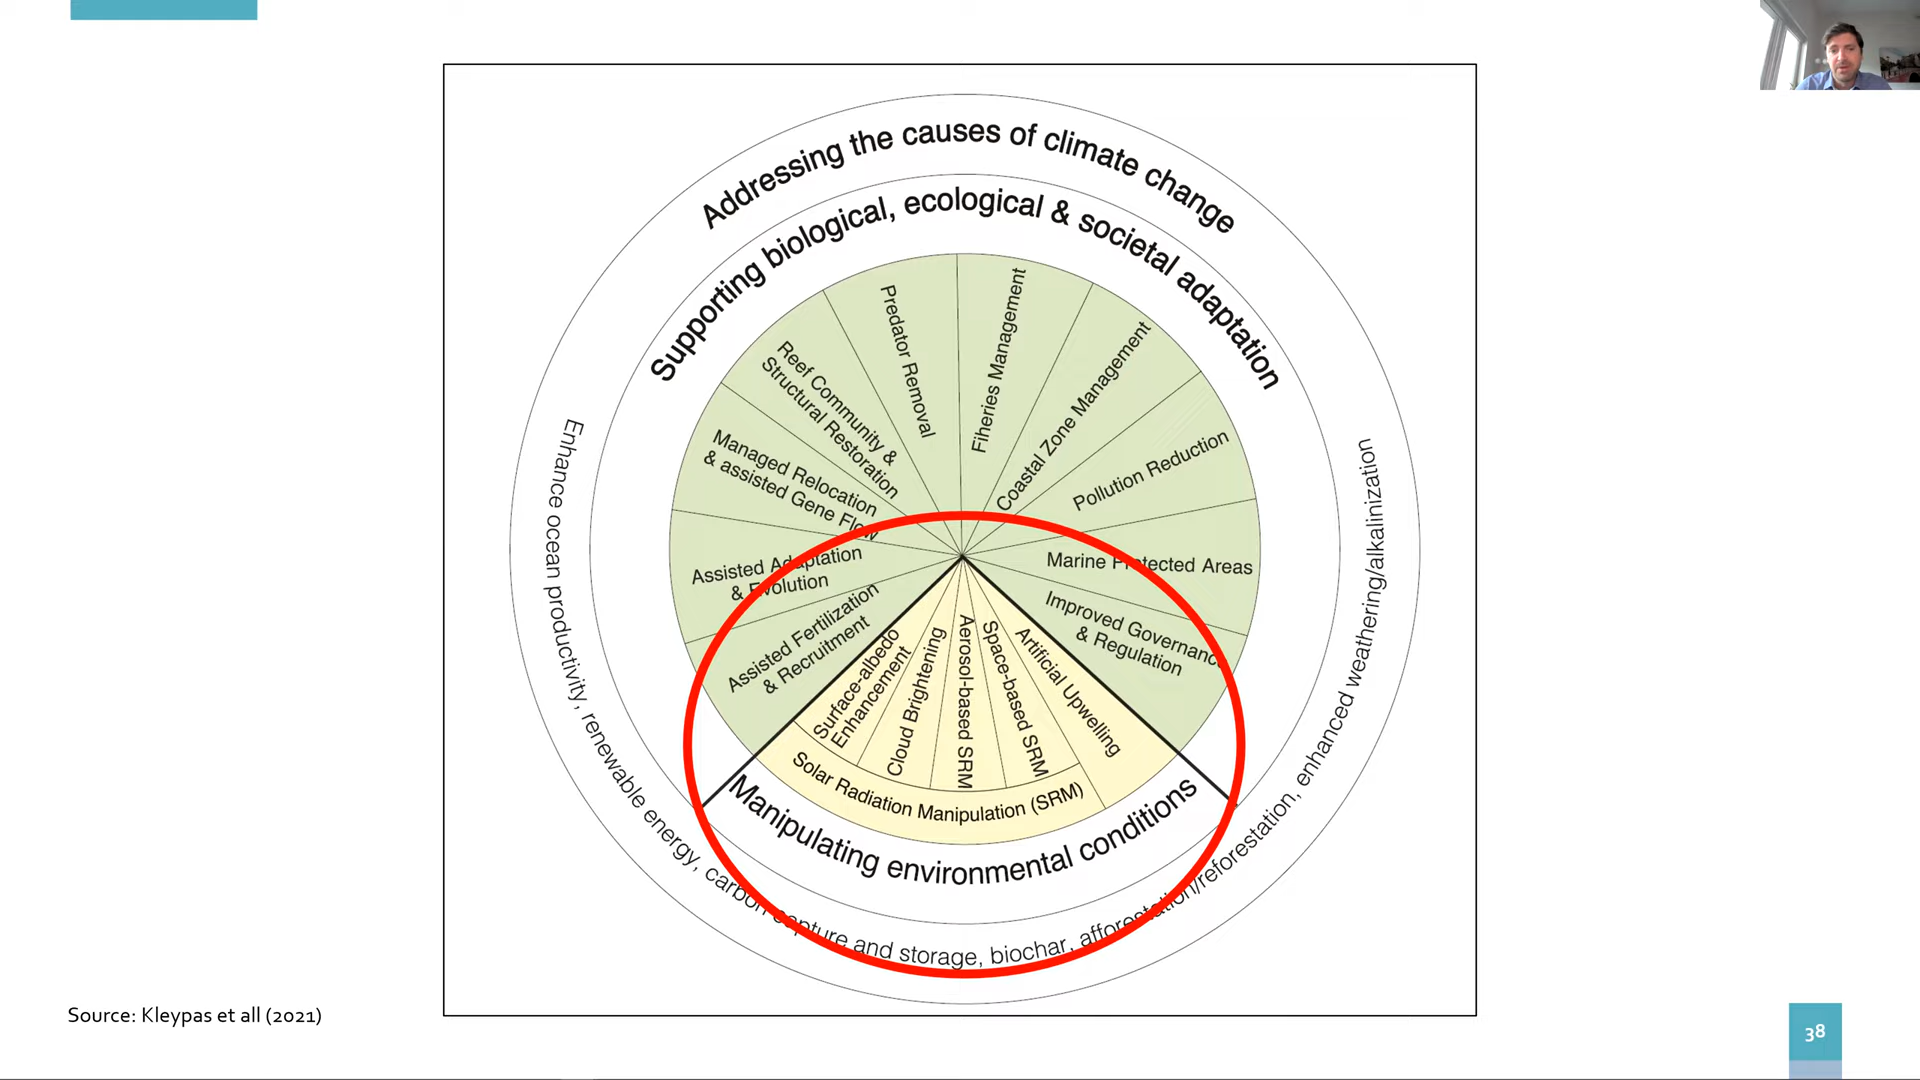 Addressing the causes of climate change
Supporting biological, ecological & societal adaptation
Predator Removal
Fiheries Management
Coastal Zone Management
Pollution Reduction
Marine Protected Areas
Improved Governance
& Regulation
Reef Community &
Structural Restoration
Managed Relocation
& assisted Gene Flow
Assisted Adaptation
& Evolution
Assisted Fertilization
& Recruitment
Surface-albedo
Enhancement
Cloud Brightening
Aerosol-based SRM
Space-based SRM
Artificial Upwelling
Solar Radiation Manipulation (SRM)
Manipulating environmental conditions
Enhance ocean productivity, renewable energy, carbon capture and storage, biochar, afforestation/reforestation, enhanced weathering/alkalinization
Source: Kleypas et all (2021)
38